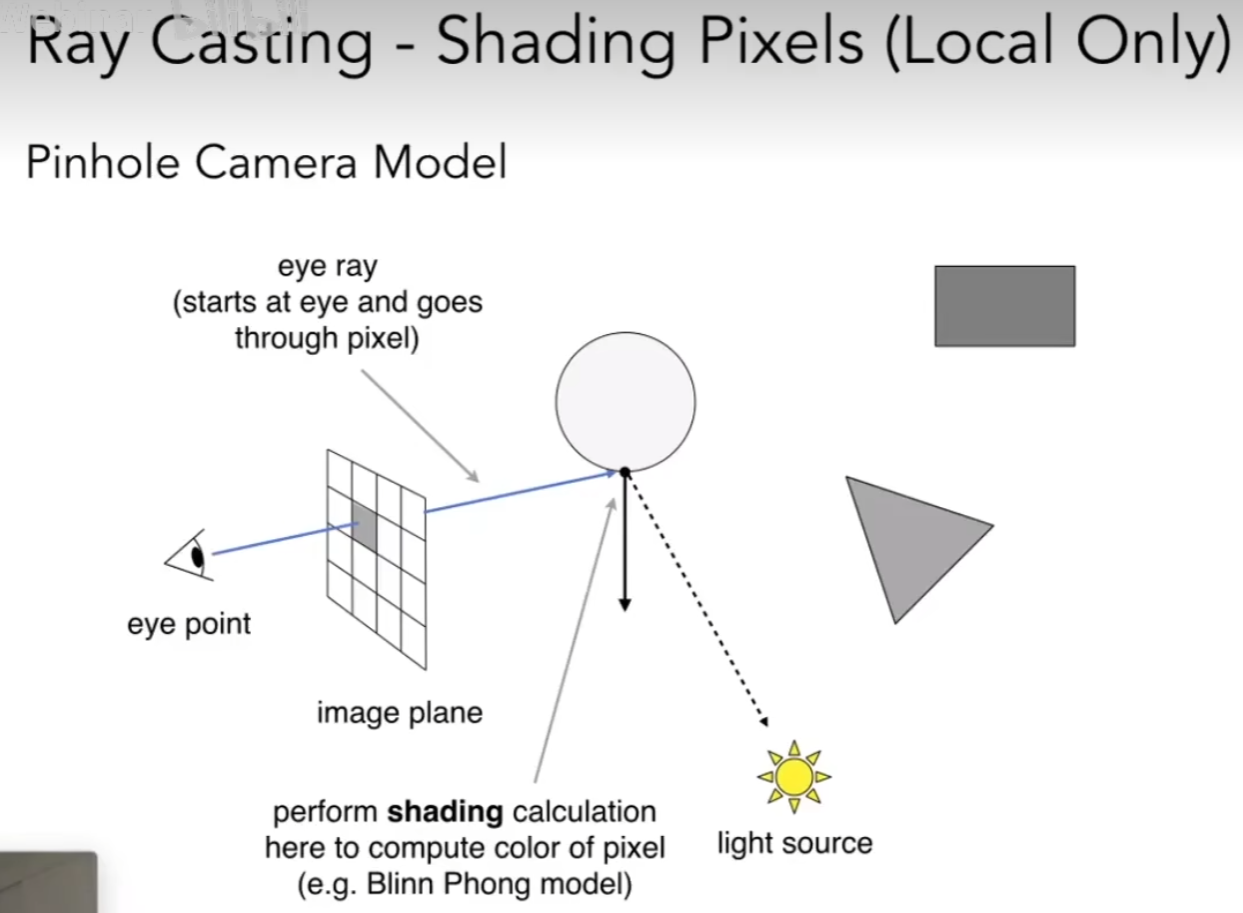 Ray Casting - Shading Pixels (Local Only)
Pinhole Camera Model
eye ray
(starts at eye and goes
through pixel)
eye point
image plane
perform shading calculation
here to compute color of pixel
(e.g. Blinn Phong model)
light source